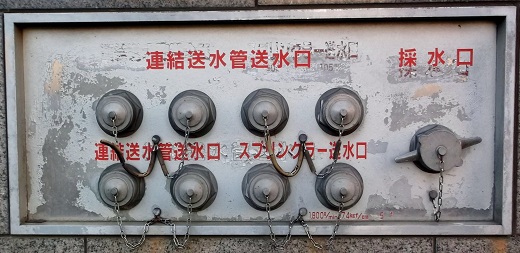 連結送水管送水口
採水口
連結送水管送水口 スプリンクラー送水口